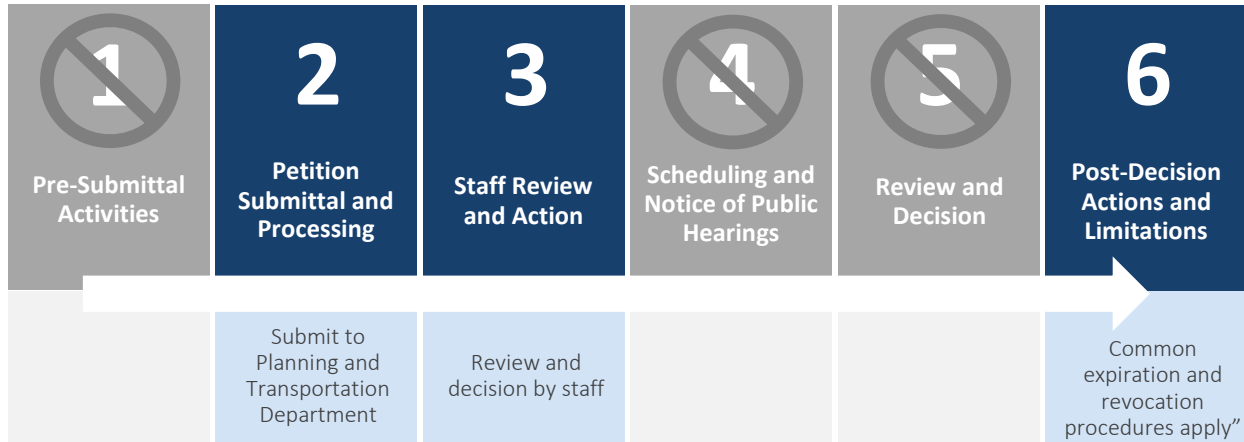 1
Pre-Submittal
Activities
2
Petition
Submittal and
Processing
Submit to
Planning and
Transportation
Department
3
Staff Review
and Action
Review and
decision by staff
4
Scheduling and
Notice of Public
Hearings
5
Review and
Decision
6
Post-Decision
Actions and
Limitations
Common
expiration and
revocation
procedures apply”